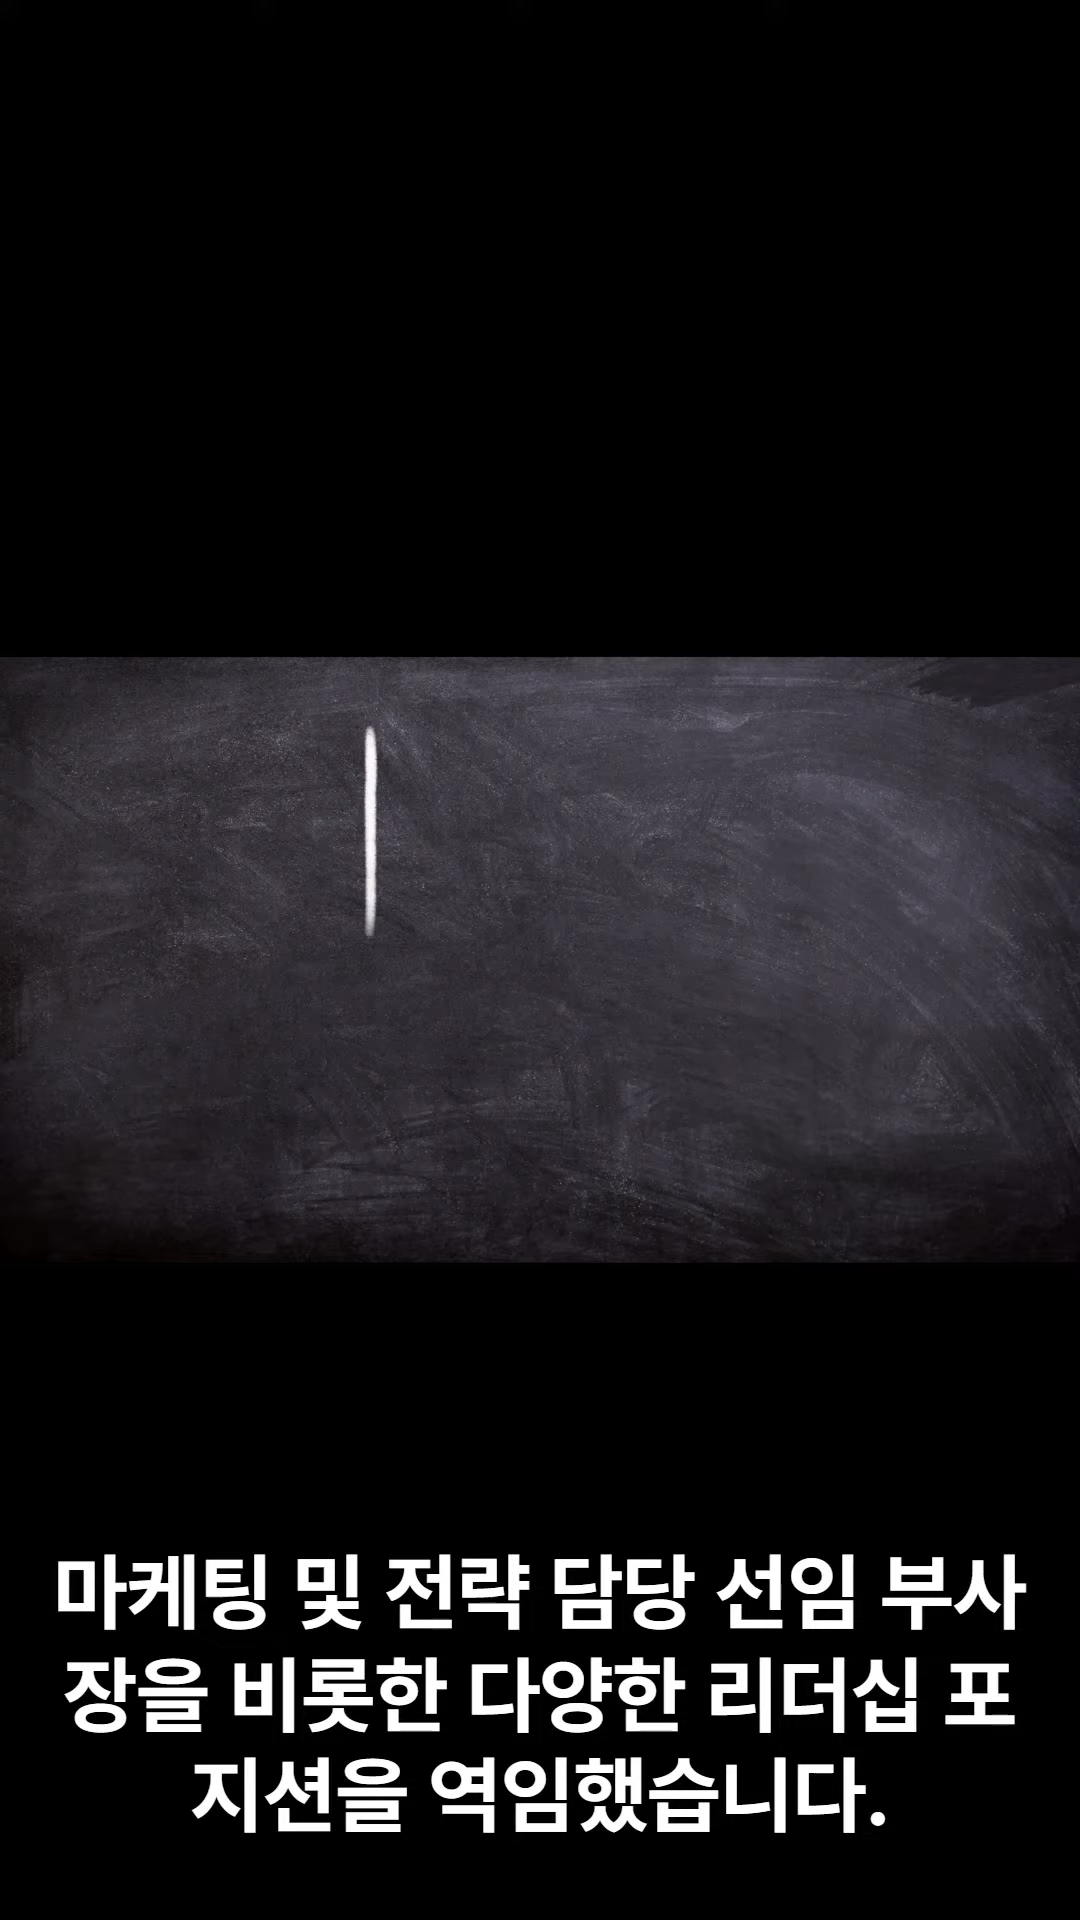 마케팅 및 전략 담당 선임 부사
장을 비롯한 다양한 리더십 포
지션을 역임했습니다.